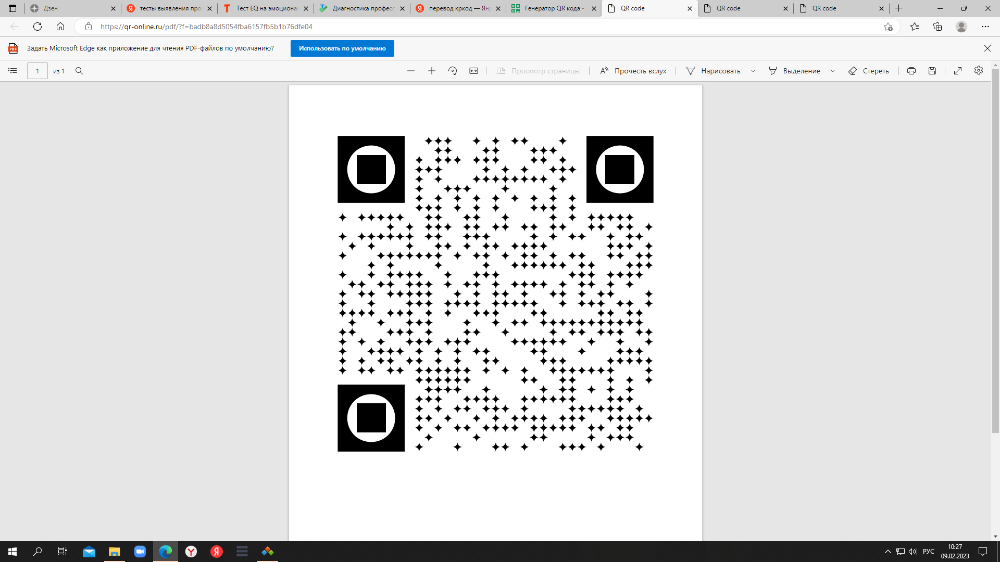 Дзен
тесты выявления про
Тест EQ на эмоциона
Диагностика професс
перевод кркод — Ян
Генератор QR кода -
QR code
QR code
QR code
https://qr-online.ru/pdf/?f=badb8a8d5054fba6157fb5b1b76dfe04
Задать Microsoft Edge как приложение для чтения PDF-файлов по умолчанию?
Использовать по умолчанию
1 из 1
Просмотр страницы
Прочесть вслух
Нарисовать
Выделение
Стереть
РУС
10:27
09.02.2023